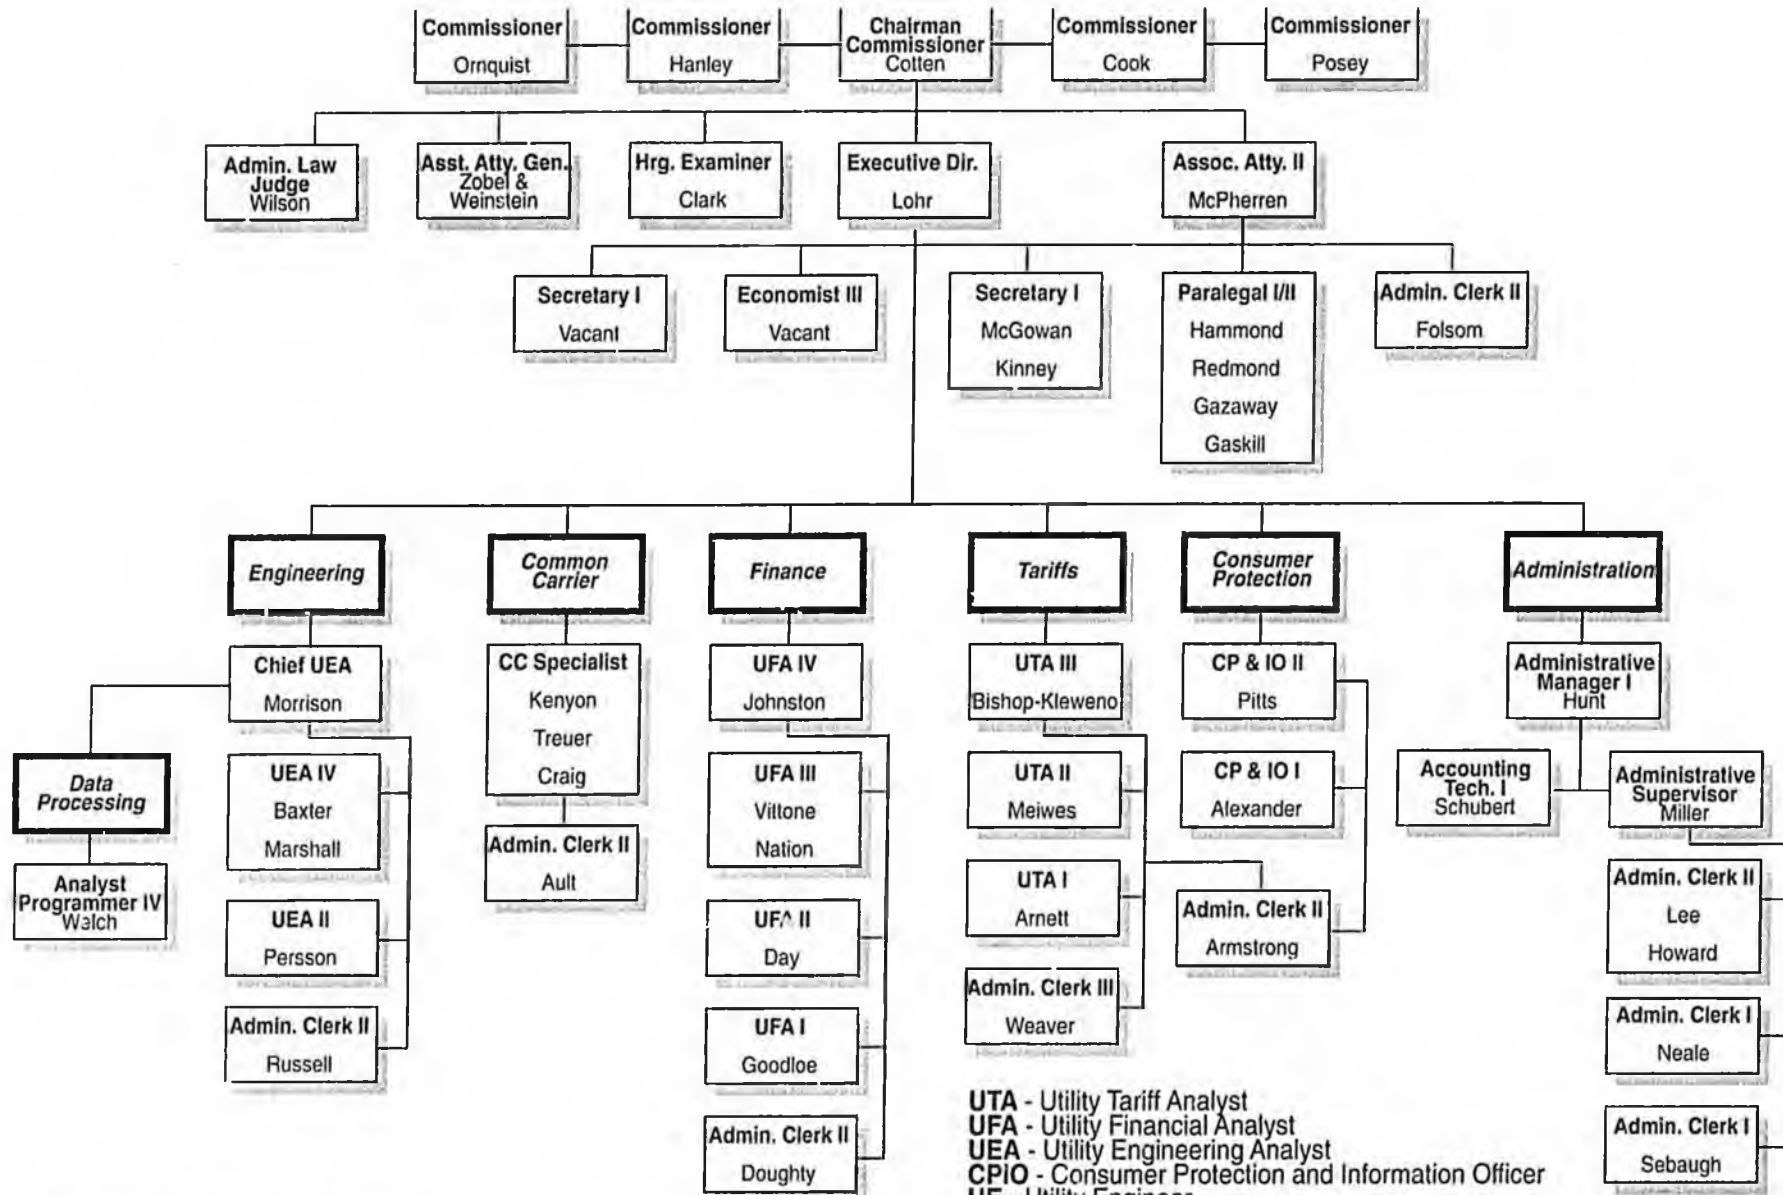 Commissioner
Ornquist
Commissioner
Hanley
Chairman
Commissioner
Cotten
Commissioner
Cook
Commissioner
Posey
Admin. Law
Judge
Wilson
Asst. Atty. Gen.
Zobel &
Weinstein
Hrg. Examiner
Clark
Executive Dir.
Lohr
Assoc. Atty. II
McPherren
Secretary I
Vacant
Economist III
Vacant
Secretary I
McGowan
Kinney
Paralegal I/II
Hammond
Redmond
Gazaway
Gaskill
Admin. Clerk II
Folsom
Engineering
Common
Carrier
Finance
Tariffs
Consumer
Protection
Administration
Chief UEA
Morrison
Data
Processing
Analyst
Programmer IV
Welch
UEA IV
Baxter
Marshall
UEA II
Persson
Admin. Clerk II
Russell
CC Specialist
Kenyon
Treuer
Craig
Admin. Clerk II
Ault
UFA IV
Johnston
UFA III
Vittone
Nation
UFA II
Day
UFA I
Goodloe
Admin. Clerk II
Doughty
UTA III
Bishop-Kleweno
UTA II
Meiwes
UTA I
Arnett
Admin. Clerk III
Weaver
CP & IO II
Pitts
CP & IO I
Alexander
Admin. Clerk II
Armstrong
Administrative
Manager I
Hunt
Accounting
Tech. I
Schubert
Administrative
Supervisor
Miller
Admin. Clerk II
Lee
Howard
Admin. Clerk I
Neale
Admin. Clerk I
Sebaugh
UTA - Utility Tariff Analyst
UFA - Utility Financial Analyst
UEA - Utility Engineering Analyst
CPIO - Consumer Protection and Information Officer
UE - Utility Engineer